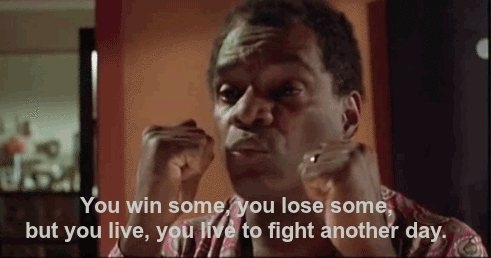 You win some, you lose some,
but you live, you live to fight another day.